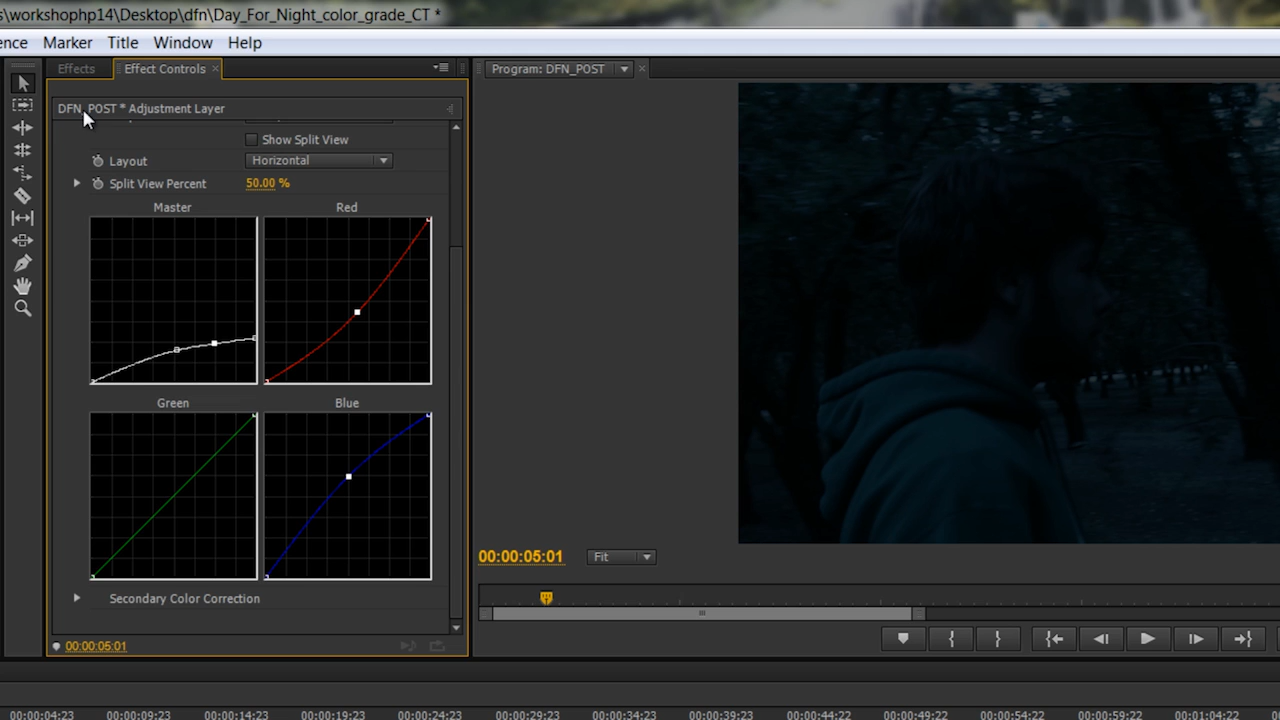 s\workshophp14\Desktop\dfn\Day_For_Night_color_grade_CT *
ence Marker Title Window Help
Effects Effect Controls × Program: DFN_POST ×
DFN_POST * Adjustment Layer
Show Split View
Layout Horizontal
Split View Percent 50.00 %
Master Red
Green Blue
00:00:05:01 Fit
Secondary Color Correction
00:00:05:01
00:00:04:23 00:00:09:23 00:00:14:23 00:00:19:23 00:00:24:23 00:00:29:23 00:00:34:23 00:00:39:23 00:00:44:22 00:00:49:22 00:00:54:22 00:00:59:22 00:01:04:22